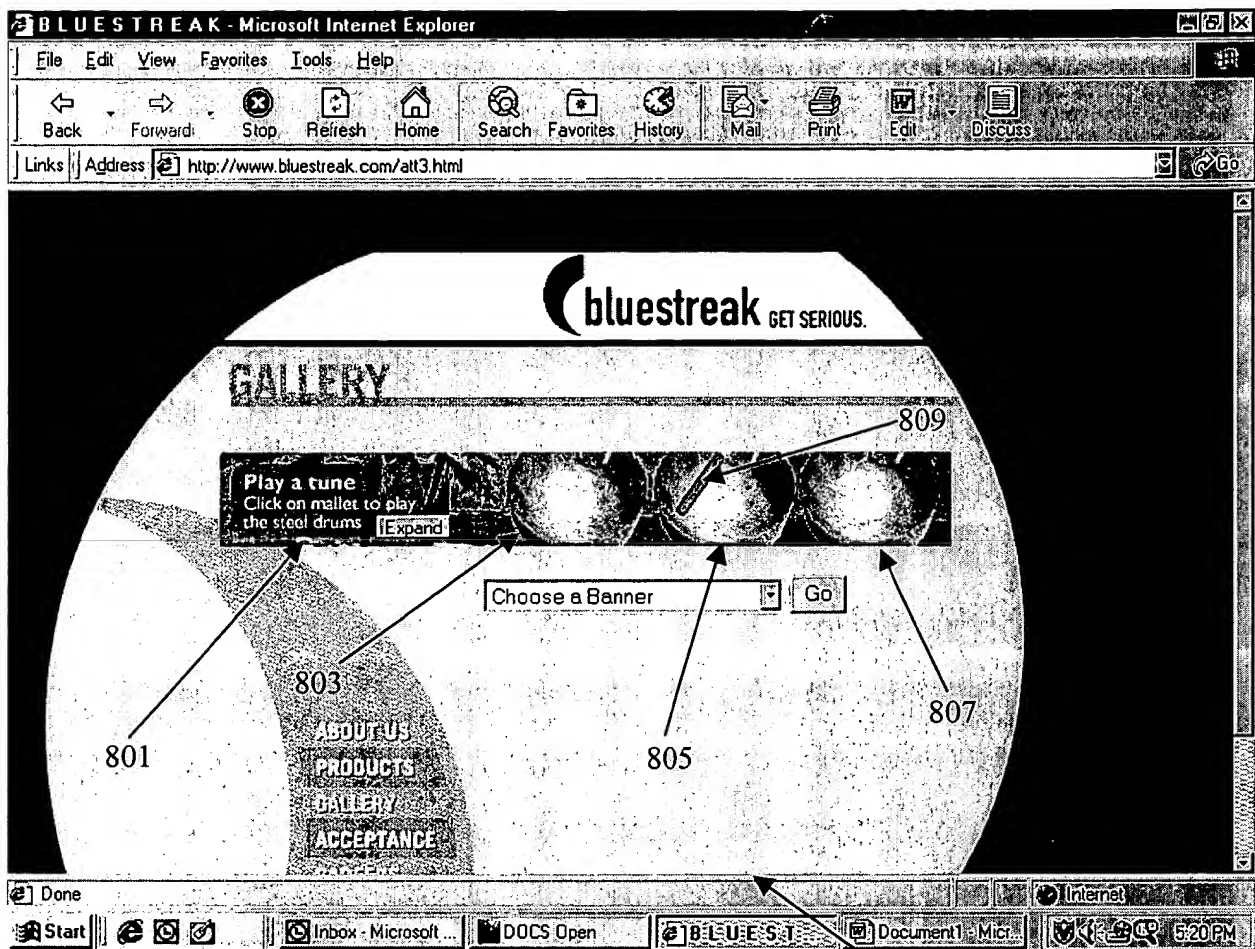 BLUESTREAK - Microsoft Internet Explorer
File Edit View Favorites Tools Help
Back Forward Stop Refresh Home Search Favorites History Mail Print Edit Discuss
Links Address http://www.bluestreak.com/att3.html Go
bluestreak GET SERIOUS.
GALLERY
809
Play a tune
Click on mallet to play
the steel drums Expand
Choose a Banner Go
803
807
801
805
ABOUT US
PRODUCTS
GALLERY
ACCEPTANCE
Done Internet
Start Inbox - Microsoft ... DOCS Open BLUEST Document1 - Micr... 5:20 PM